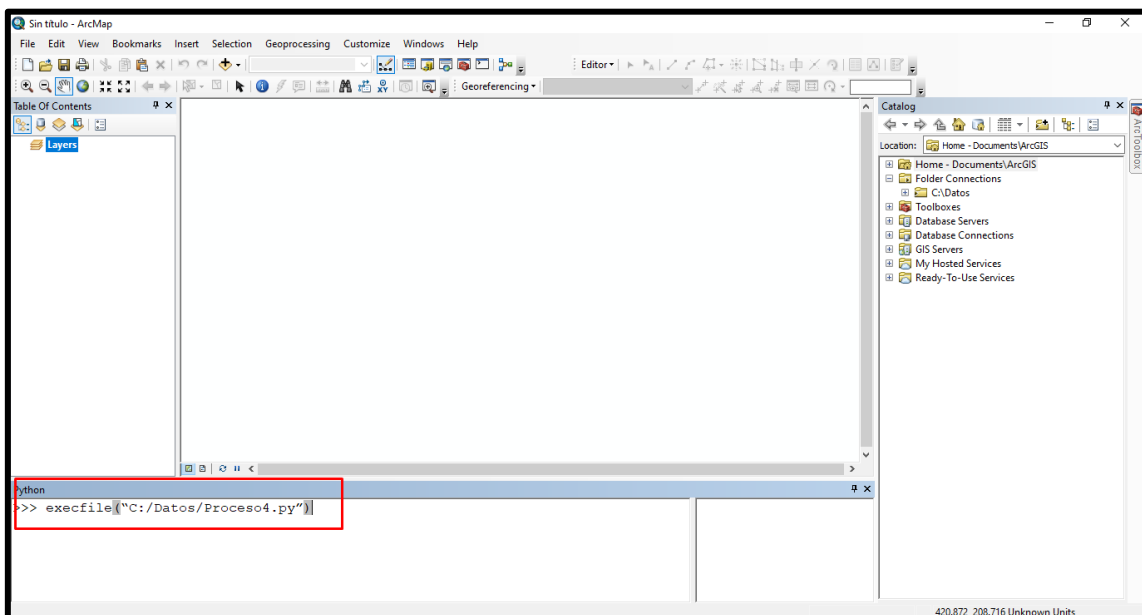 Sin título - ArcMap
File Edit View Bookmarks Insert Selection Geoprocessing Customize Windows Help
Editor
Georeferencing
Table Of Contents
Layers
Catalog
Location: Home - Documents\ArcGIS
Home - Documents\ArcGIS
Folder Connections
C:\Datos
Toolboxes
Database Servers
Database Connections
GIS Servers
My Hosted Services
Ready-To-Use Services
ArcToolbox
Python
>>> execfile(“C:/Datos/Proceso4.py”)
420,872 208,716 Unknown Units